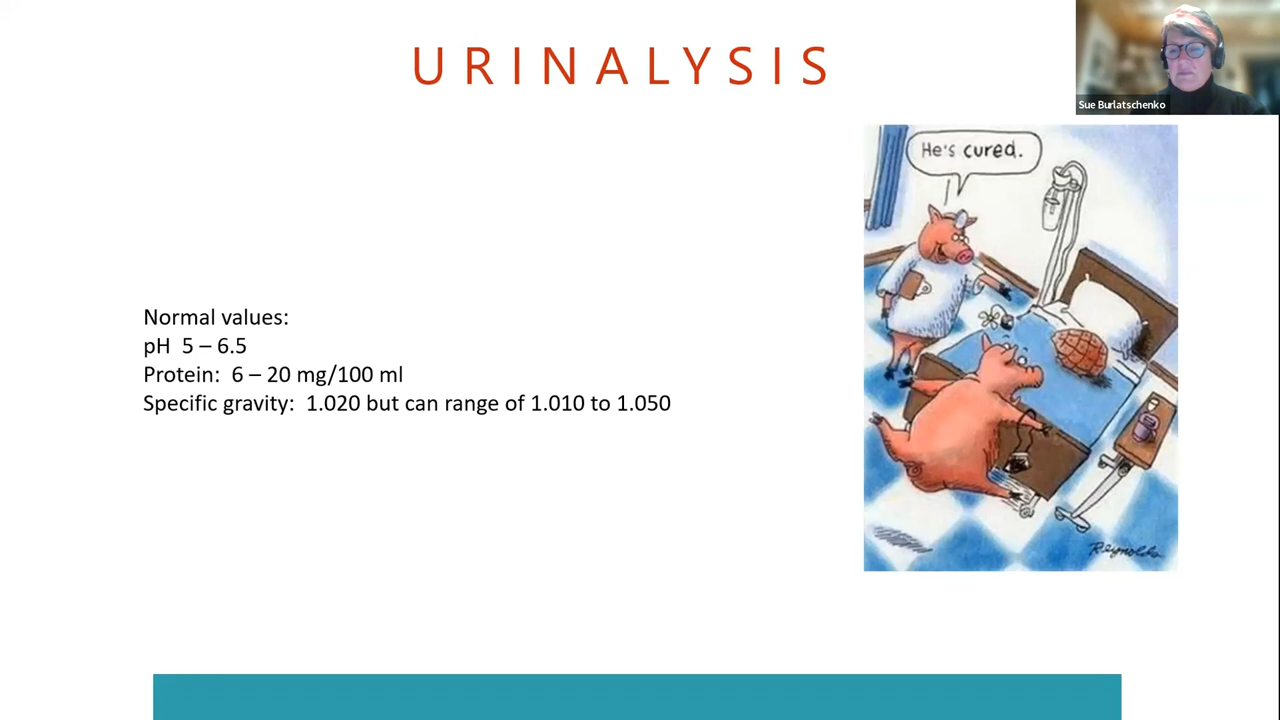 URINALYSIS
Sue Burlatschenko
He's cured.
Normal values:
pH 5 – 6.5
Protein: 6 – 20 mg/100 ml
Specific gravity: 1.020 but can range of 1.010 to 1.050
Reynolds